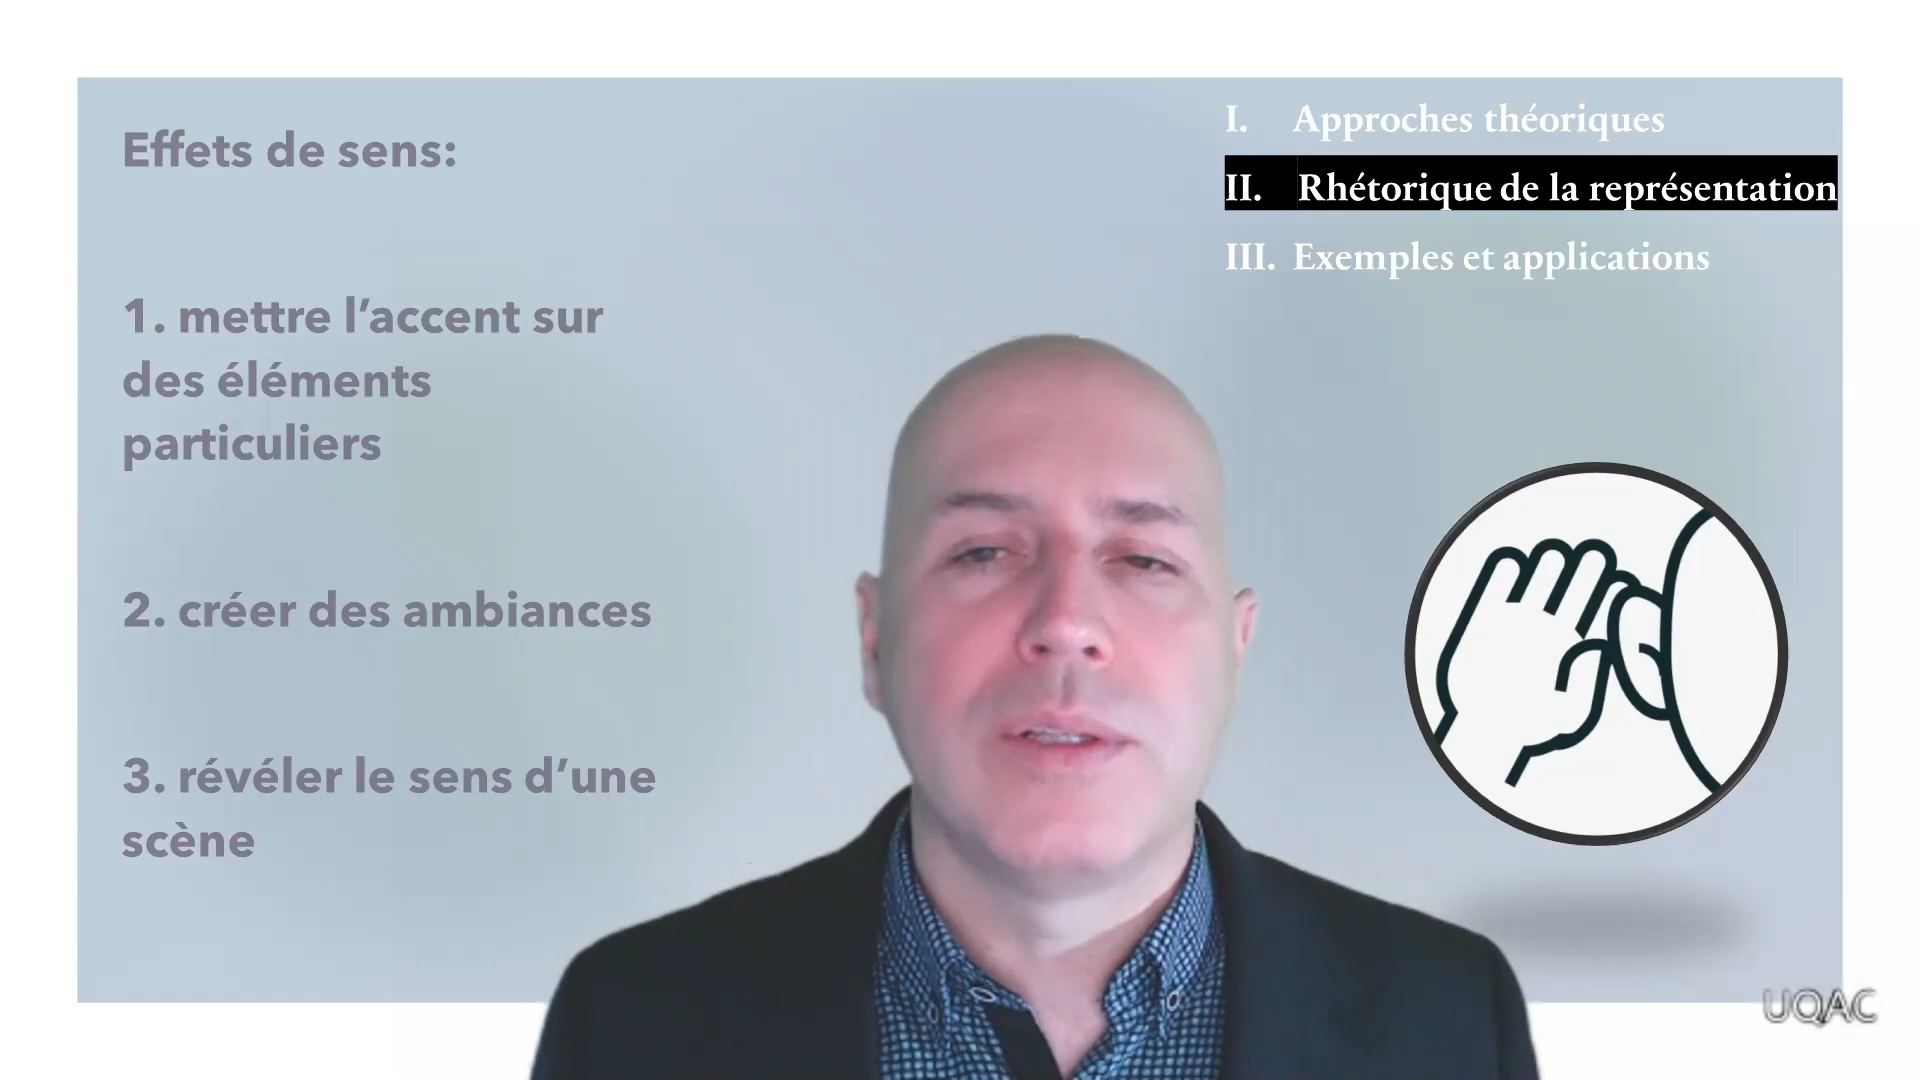 Effets de sens:
1. mettre l’accent sur
des éléments
particuliers
2. créer des ambiances
3. révéler le sens d’une
scène
I. Approches théoriques
II. Rhétorique de la représentation
III. Exemples et applications
UQAC